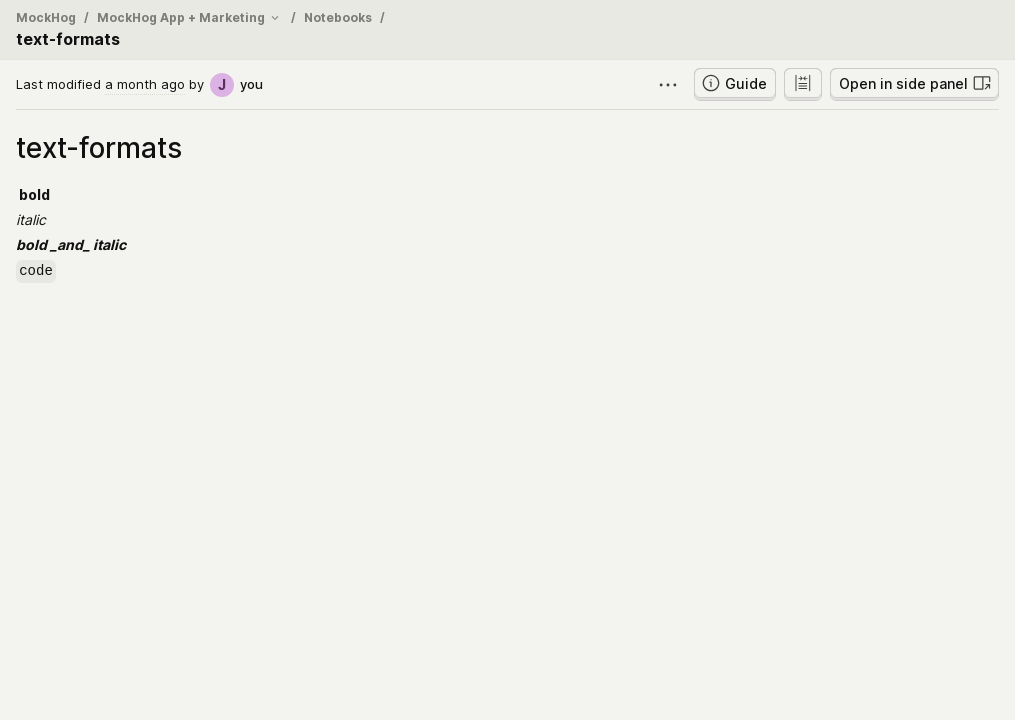 MockHog / MockHog App + Marketing / Notebooks /
text-formats
Last modified a month ago by J you
Guide
Open in side panel
text-formats
bold
italic
bold _and_ italic
code